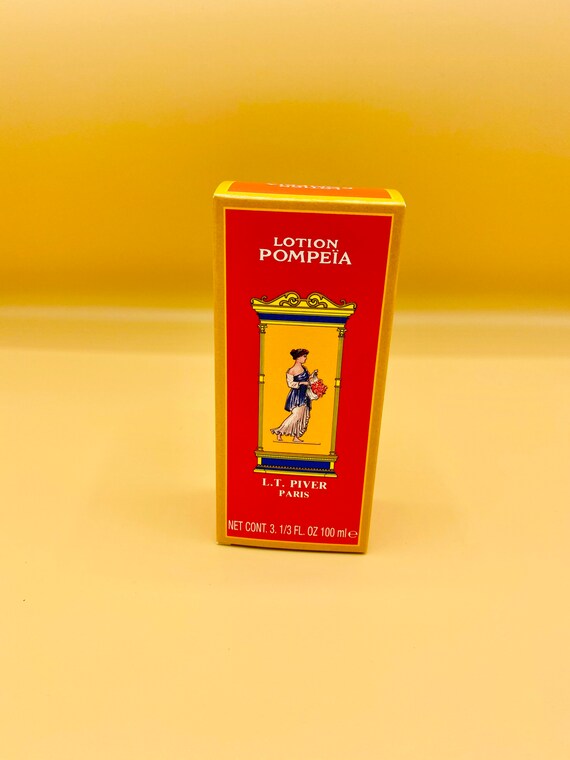 LOTION
POMPEÏA
L.T. PIVER
PARIS
NET CONT. 3. 1/3 FL. OZ 100 ml ℮